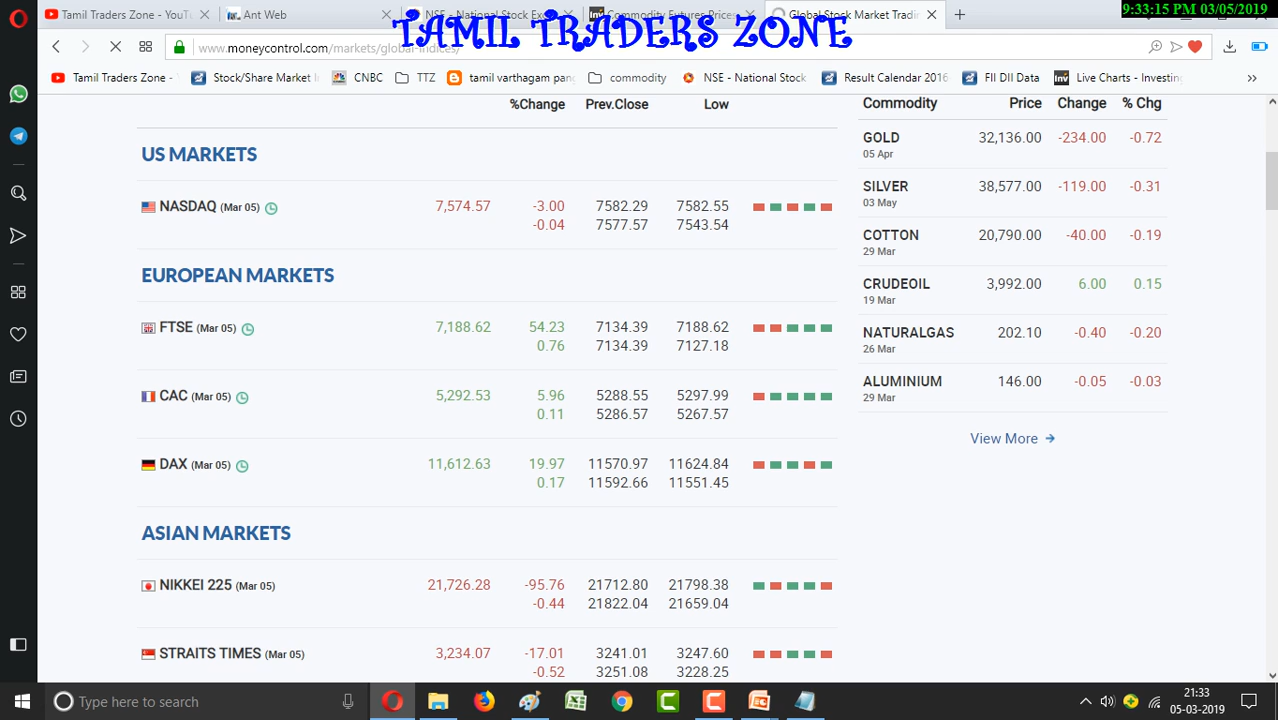 Tamil Traders Zone - YouT
Ant Web
NSE - National Stock Exc
Commodity Futures Prices
Global Stock Market Tradin
9:33:15 PM 03/05/2019
TAMIL TRADERS ZONE
www.moneycontrol.com/markets/global-indices/
Tamil Traders Zone -
Stock/Share Market I
CNBC
TTZ
tamil varthagam pan
commodity
NSE - National Stock
Result Calendar 2016
FII DII Data
Live Charts - Investing
%Change Prev.Close Low
Commodity Price Change % Chg
US MARKETS
NASDAQ (Mar 05) 7,574.57 -3.00 7582.29 7582.55
-0.04 7577.57 7543.54
EUROPEAN MARKETS
FTSE (Mar 05) 7,188.62 54.23 7134.39 7188.62
0.76 7134.39 7127.18
CAC (Mar 05) 5,292.53 5.96 5288.55 5297.99
0.11 5286.57 5267.57
DAX (Mar 05) 11,612.63 19.97 11570.97 11624.84
0.17 11592.66 11551.45
ASIAN MARKETS
NIKKEI 225 (Mar 05) 21,726.28 -95.76 21712.80 21798.38
-0.44 21822.04 21659.04
STRAITS TIMES (Mar 05) 3,234.07 -17.01 3241.01 3247.60
-0.52 3251.08 3228.25
GOLD 32,136.00 -234.00 -0.72
05 Apr
SILVER 38,577.00 -119.00 -0.31
03 May
COTTON 20,790.00 -40.00 -0.19
29 Mar
CRUDEOIL 3,992.00 6.00 0.15
19 Mar
NATURALGAS 202.10 -0.40 -0.20
26 Mar
ALUMINIUM 146.00 -0.05 -0.03
29 Mar
View More
Type here to search
21:33
05-03-2019